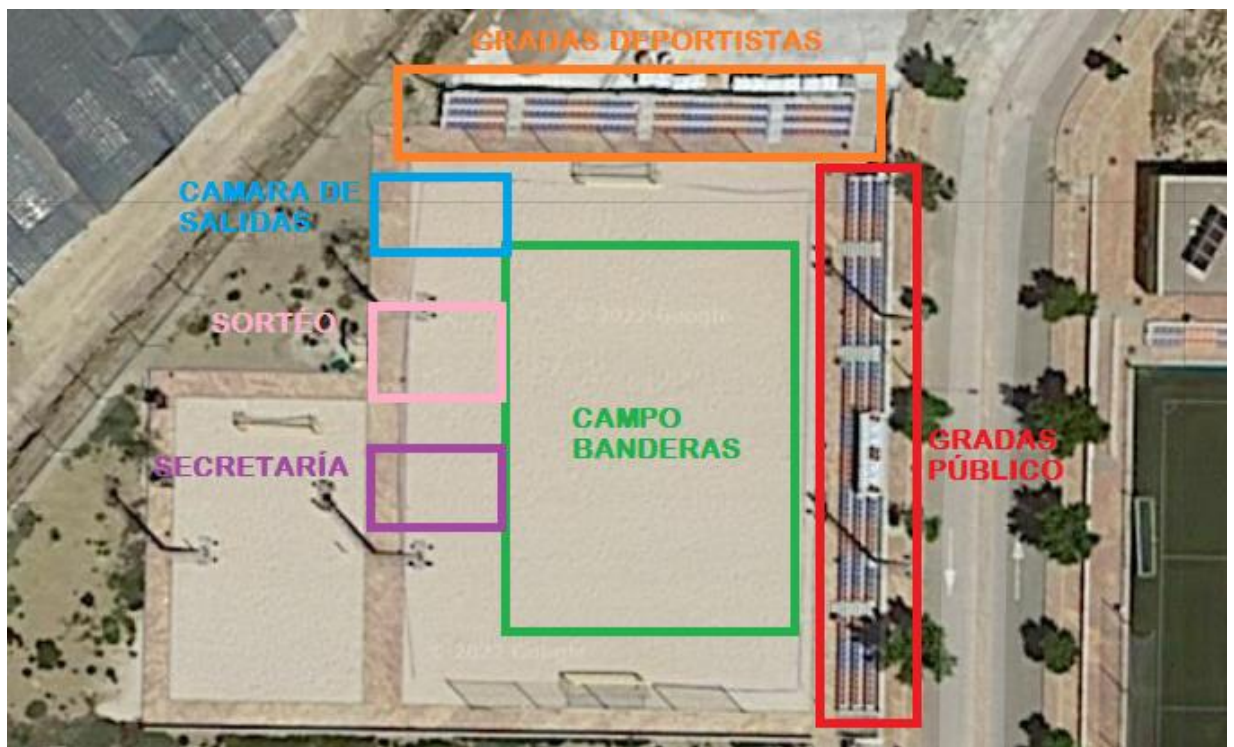 GRADAS DEPORTISTAS
CAMARA DE
SALIDAS
SORTEO
2022 Google
CAMPO
BANDERAS
SECRETARÍA
GRADAS
PÚBLICO
© 2022 Google